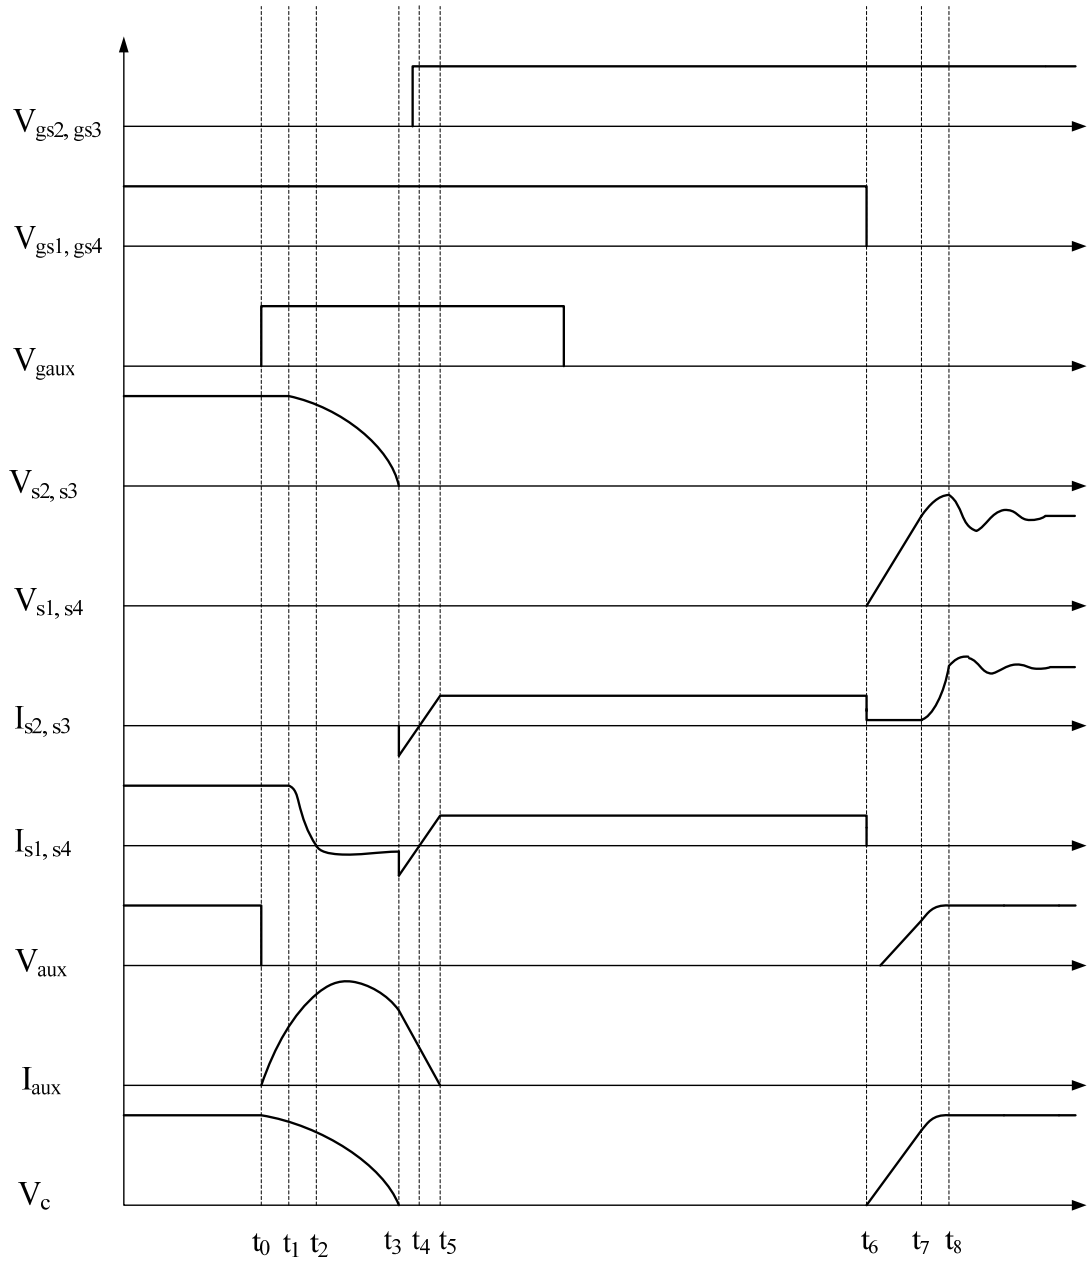 Vgs2, gs3
Vgs1, gs4
Vgaux
Vs2, s3
Vs1, s4
Is2, s3
Is1, s4
Vaux
Iaux
Vc
t0 t1 t2 t3 t4 t5 t6 t7 t8